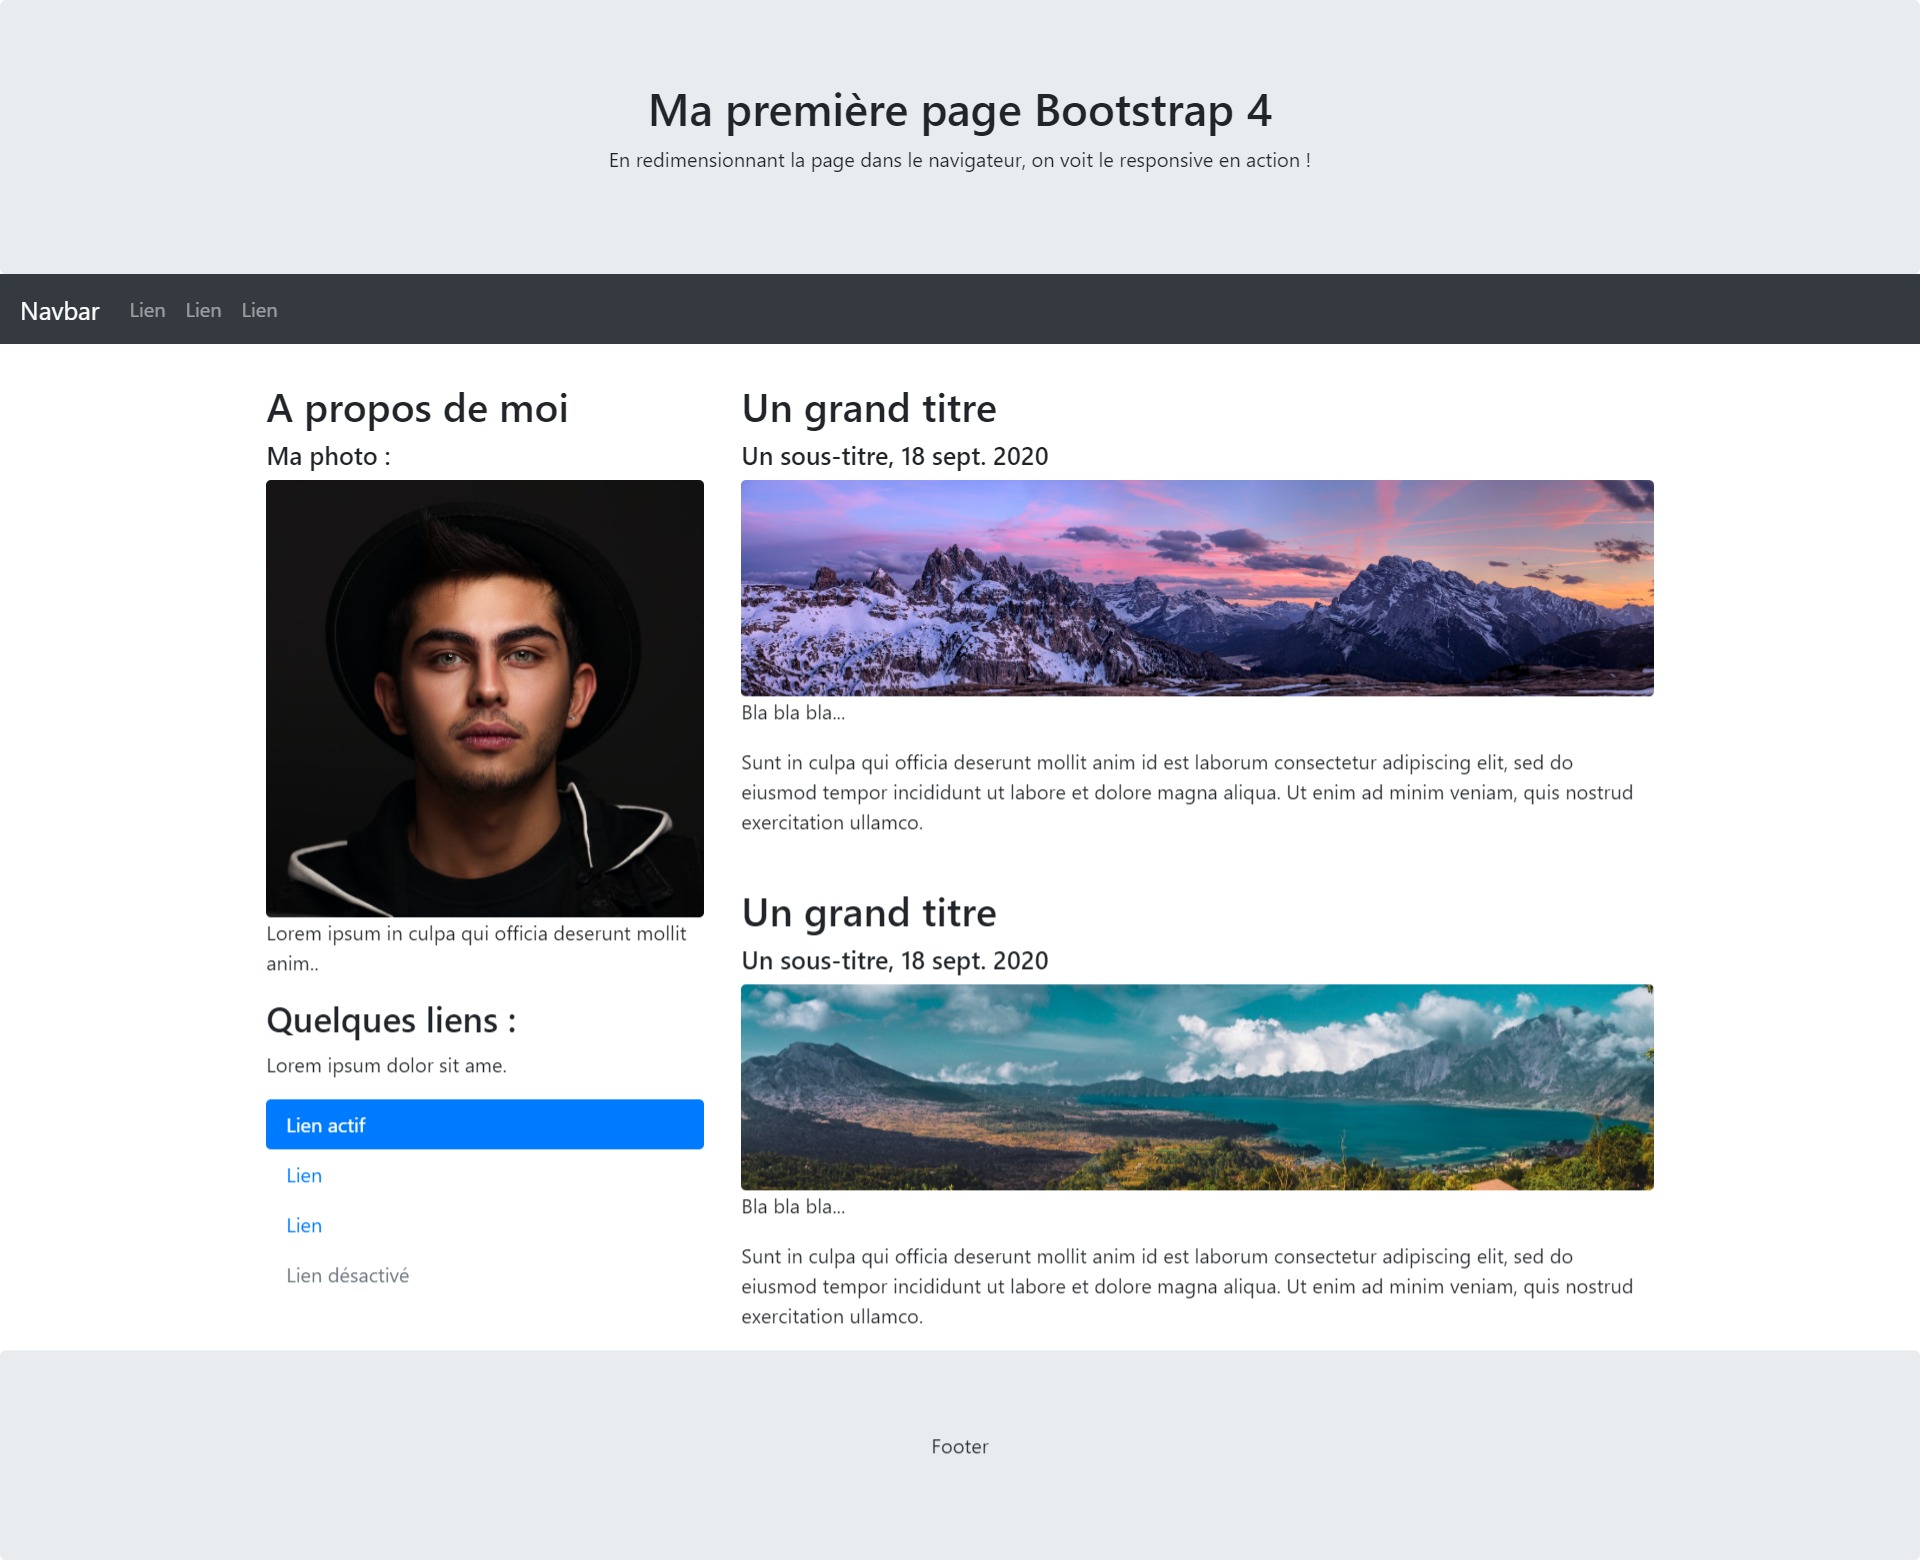 Ma première page Bootstrap 4
En redimensionnant la page dans le navigateur, on voit le responsive en action !
Navbar Lien Lien Lien
A propos de moi
Ma photo :
Lorem ipsum in culpa qui officia deserunt mollit
anim..
Quelques liens :
Lorem ipsum dolor sit ame.
Lien actif
Lien
Lien
Lien désactivé
Un grand titre
Un sous-titre, 18 sept. 2020
Bla bla bla...
Sunt in culpa qui officia deserunt mollit anim id est laborum consectetur adipiscing elit, sed do
eiusmod tempor incididunt ut labore et dolore magna aliqua. Ut enim ad minim veniam, quis nostrud
exercitation ullamco.
Un grand titre
Un sous-titre, 18 sept. 2020
Bla bla bla...
Sunt in culpa qui officia deserunt mollit anim id est laborum consectetur adipiscing elit, sed do
eiusmod tempor incididunt ut labore et dolore magna aliqua. Ut enim ad minim veniam, quis nostrud
exercitation ullamco.
Footer